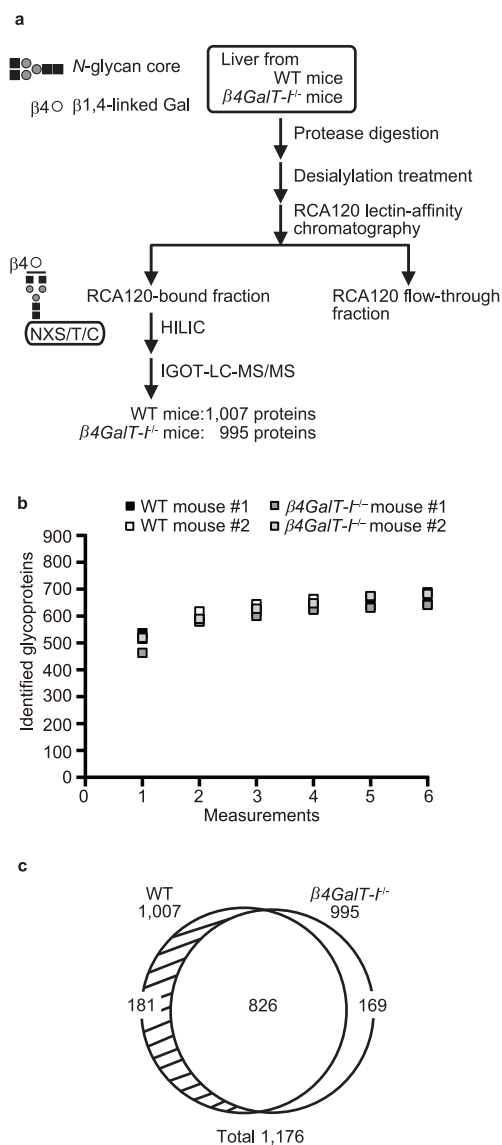 a
N-glycan core
β4 β1,4-linked Gal
Liver from
WT mice
β4GalT-I-/- mice
Protease digestion
Desialylation treatment
RCA120 lectin-affinity
chromatography
β4
NXS/T/C
RCA120-bound fraction
RCA120 flow-through
fraction
HILIC
IGOT-LC-MS/MS
WT mice:1,007 proteins
β4GalT-I-/- mice: 995 proteins
b
WT mouse #1
β4GalT-I-/- mouse #1
WT mouse #2
β4GalT-I-/- mouse #2
Identified glycoproteins
900
800
700
600
500
400
300
200
100
0
0 1 2 3 4 5 6
Measurements
c
WT
1,007
β4GalT-I-/-
995
181
826
169
Total 1,176